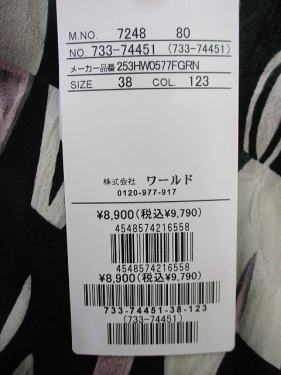 M.NO. 7248 80
NO. 733-74451 (733-74451)
メーカー品番 253HW0577FGRN
SIZE 38 COL. 123
株式会社 ワールド
0120-977-917
¥8,900(税込¥9,790)
4548574216558
4548574216558
¥8,900(税込¥9,790)
733-74451-38-123
(733-74451)